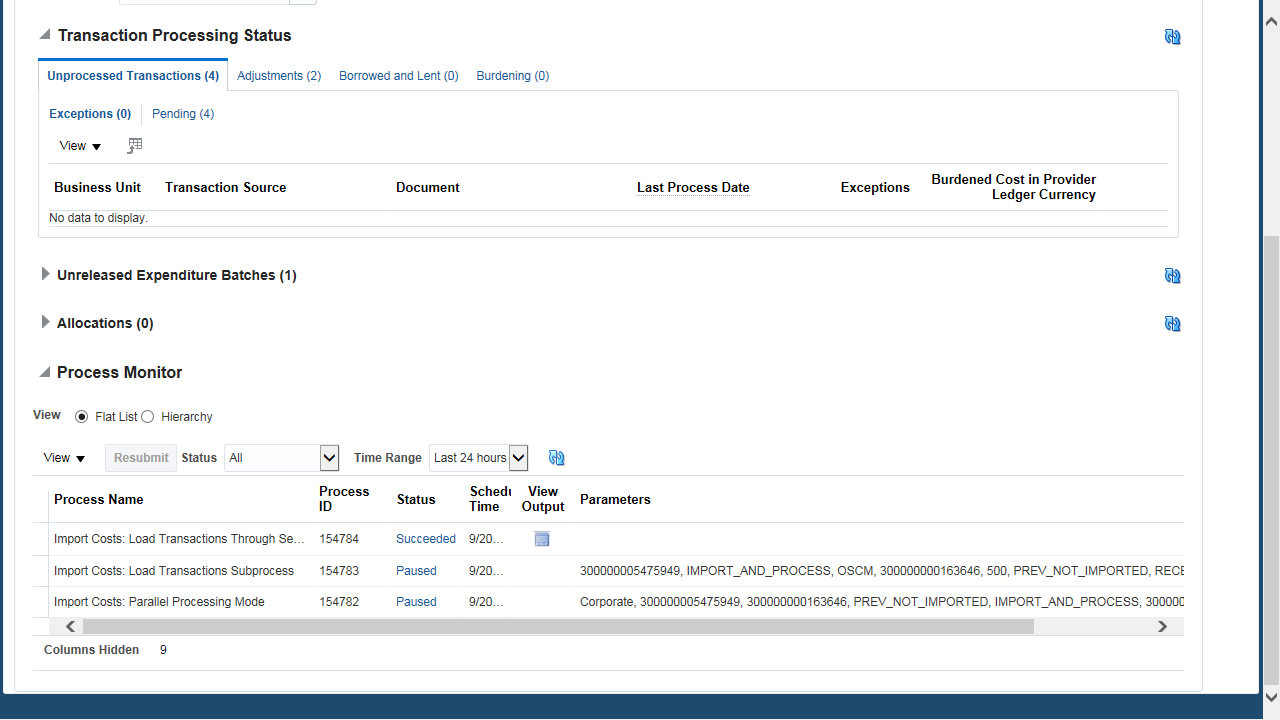 Transaction Processing Status
Unprocessed Transactions (4) Adjustments (2) Borrowed and Lent (0) Burdening (0)
Exceptions (0) Pending (4)
View
Business Unit Transaction Source Document Last Process Date Exceptions Burdened Cost in Provider
Ledger Currency
No data to display.
Unreleased Expenditure Batches (1)
Allocations (0)
Process Monitor
View Flat List Hierarchy
View Resubmit Status All Time Range Last 24 hours
Process Name Process ID Status Schedu Time View Output Parameters
Import Costs: Load Transactions Through Se... 154784 Succeeded 9/20...
Import Costs: Load Transactions Subprocess 154783 Paused 9/20... 300000005475949, IMPORT_AND_PROCESS, OSCM, 300000000163646, 500, PREV_NOT_IMPORTED, RECE
Import Costs: Parallel Processing Mode 154782 Paused 9/20... Corporate, 300000005475949, 300000000163646, PREV_NOT_IMPORTED, IMPORT_AND_PROCESS, 30000
Columns Hidden 9